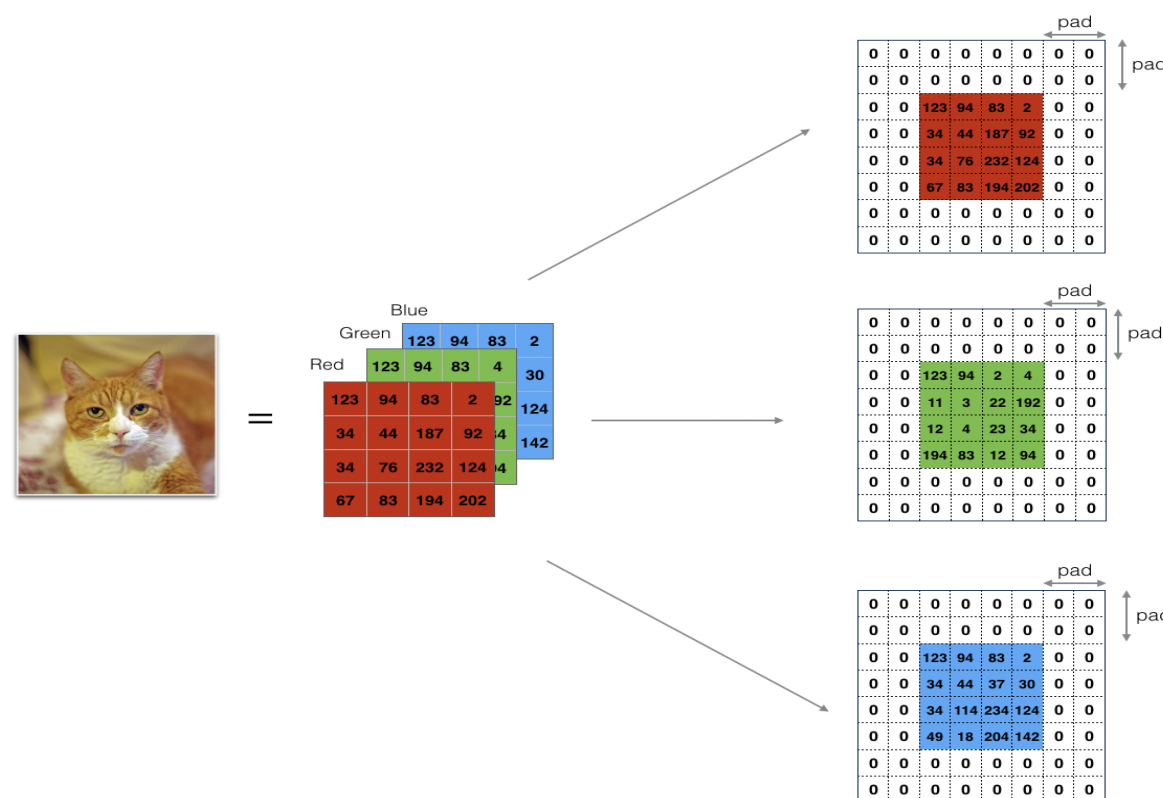 pad
0 0 0 0 0 0 0 0
pad
0 0 0 0 0 0 0 0
0 0 123 94 83 2 0 0
0 0 34 44 187 92 0 0
0 0 34 76 232 124 0 0
0 0 67 83 194 202 0 0
0 0 0 0 0 0 0 0
0 0 0 0 0 0 0 0
Blue
123 94 83 2
30
124
142
Green
123 94 83 4
92
4
94
Red
123 94 83 2
34 44 187 92
34 76 232 124
67 83 194 202
=
pad
0 0 0 0 0 0 0 0
pad
0 0 0 0 0 0 0 0
0 0 123 94 2 4 0 0
0 0 11 3 22 192 0 0
0 0 12 4 23 34 0 0
0 0 194 83 12 94 0 0
0 0 0 0 0 0 0 0
0 0 0 0 0 0 0 0
pad
0 0 0 0 0 0 0 0
pad
0 0 0 0 0 0 0 0
0 0 123 94 83 2 0 0
0 0 34 44 37 30 0 0
0 0 34 114 234 124 0 0
0 0 49 18 204 142 0 0
0 0 0 0 0 0 0 0
0 0 0 0 0 0 0 0